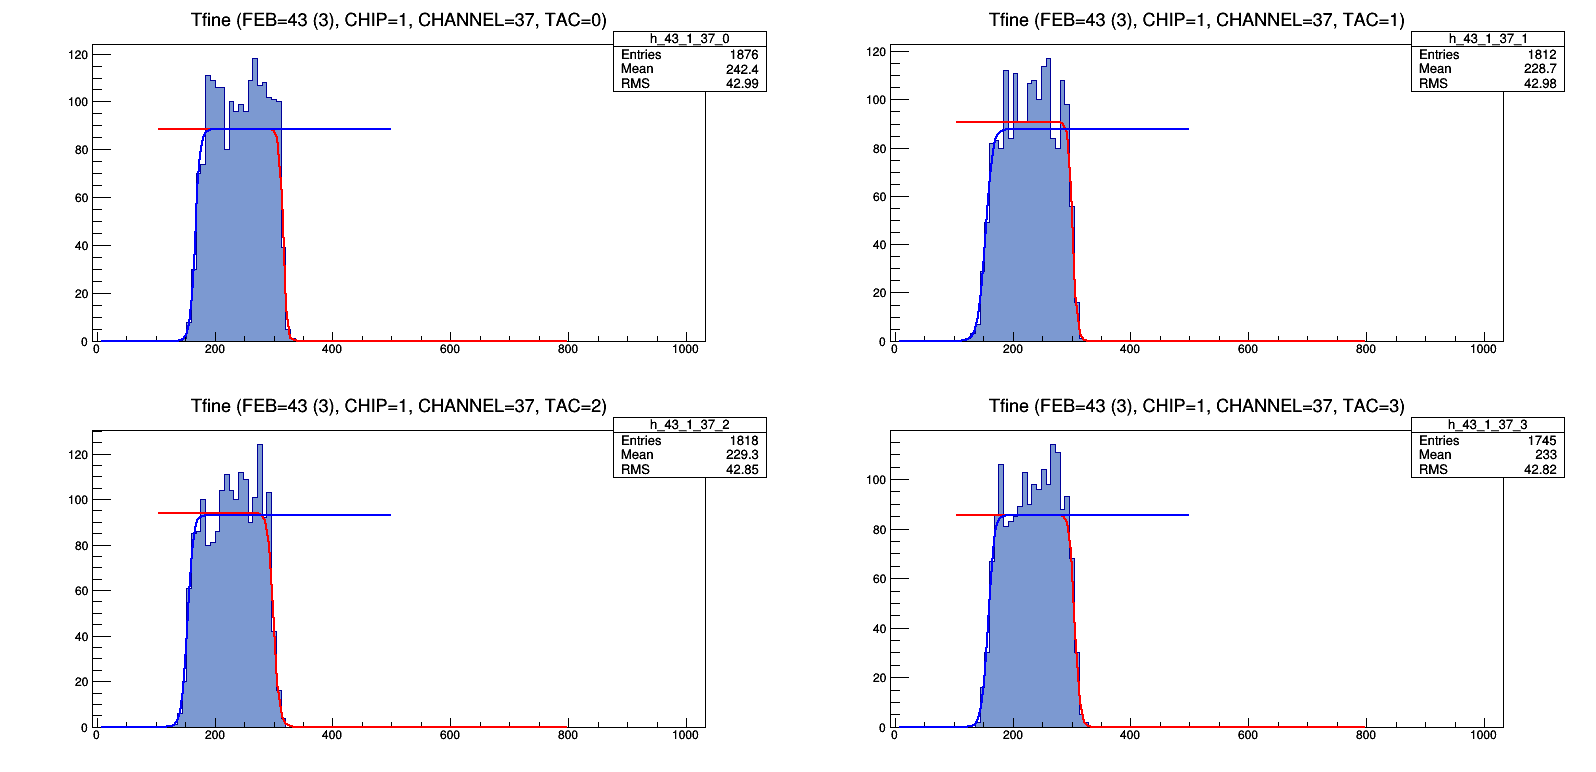 Tfine (FEB=43 (3), CHIP=1, CHANNEL=37, TAC=0)
h_43_1_37_0
Entries 1876
Mean 242.4
RMS 42.99
120
100
80
60
40
20
0
0 200 400 600 800 1000
Tfine (FEB=43 (3), CHIP=1, CHANNEL=37, TAC=1)
h_43_1_37_1
Entries 1812
Mean 228.7
RMS 42.98
120
100
80
60
40
20
0
0 200 400 600 800 1000
Tfine (FEB=43 (3), CHIP=1, CHANNEL=37, TAC=2)
h_43_1_37_2
Entries 1818
Mean 229.3
RMS 42.85
120
100
80
60
40
20
0
0 200 400 600 800 1000
Tfine (FEB=43 (3), CHIP=1, CHANNEL=37, TAC=3)
h_43_1_37_3
Entries 1745
Mean 233
RMS 42.82
100
80
60
40
20
0
0 200 400 600 800 1000